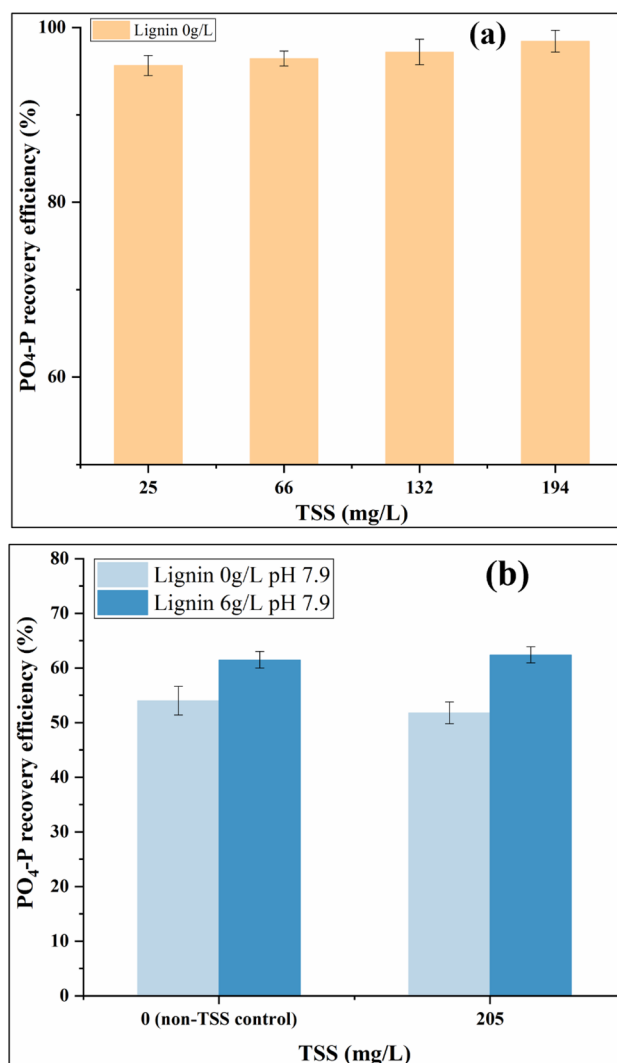 Lignin 0g/L
(a)
PO4-P recovery efficiency (%)
100
80
60
25 66 132 194
TSS (mg/L)
Lignin 0g/L pH 7.9
Lignin 6g/L pH 7.9
(b)
PO4-P recovery efficiency (%)
80
70
60
50
40
30
20
10
0
0 (non-TSS control) 205
TSS (mg/L)